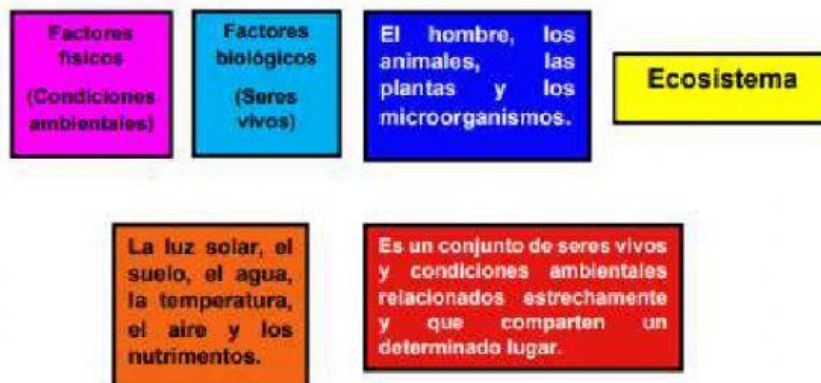 Factores
físicos
(Condiciones
ambientales)
Factores
biológicos
(Seres
vivos)
El hombre, los
animales, las
plantas y los
microorganismos.
Ecosistema
La luz solar, el
suelo, el agua,
la temperatura,
el aire y los
nutrimentos.
Es un conjunto de seres vivos
y condiciones ambientales
relacionados estrechamente
y que comparten un
determinado lugar.